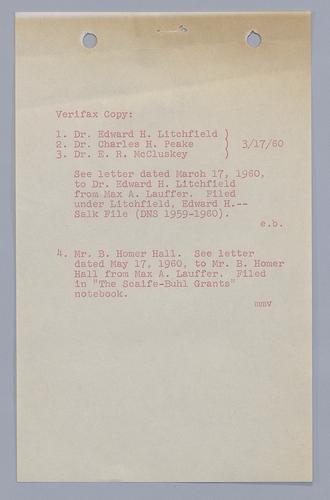 Verifax Copy:
1. Dr. Edward H. Litchfield )
2. Dr. Charles H. Peake ) 3/17/60
3. Dr. E. R. McCluskey )
See letter dated March 17, 1960,
to Dr. Edward H. Litchfield
from Max A. Lauffer. Filed
under Litchfield, Edward H.--
Salk File (DNS 1959-1960).
e.b.
4. Mr. B. Homer Hall. See letter
dated May 17, 1960, to Mr. B. Homer
Hall from Max A. Lauffer. Filed
in "The Scaife-Buhl Grants"
notebook.